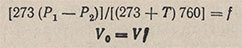 [273 (P₁ — P₂)]/[(273 + T) 760] = f
V₀ = Vf